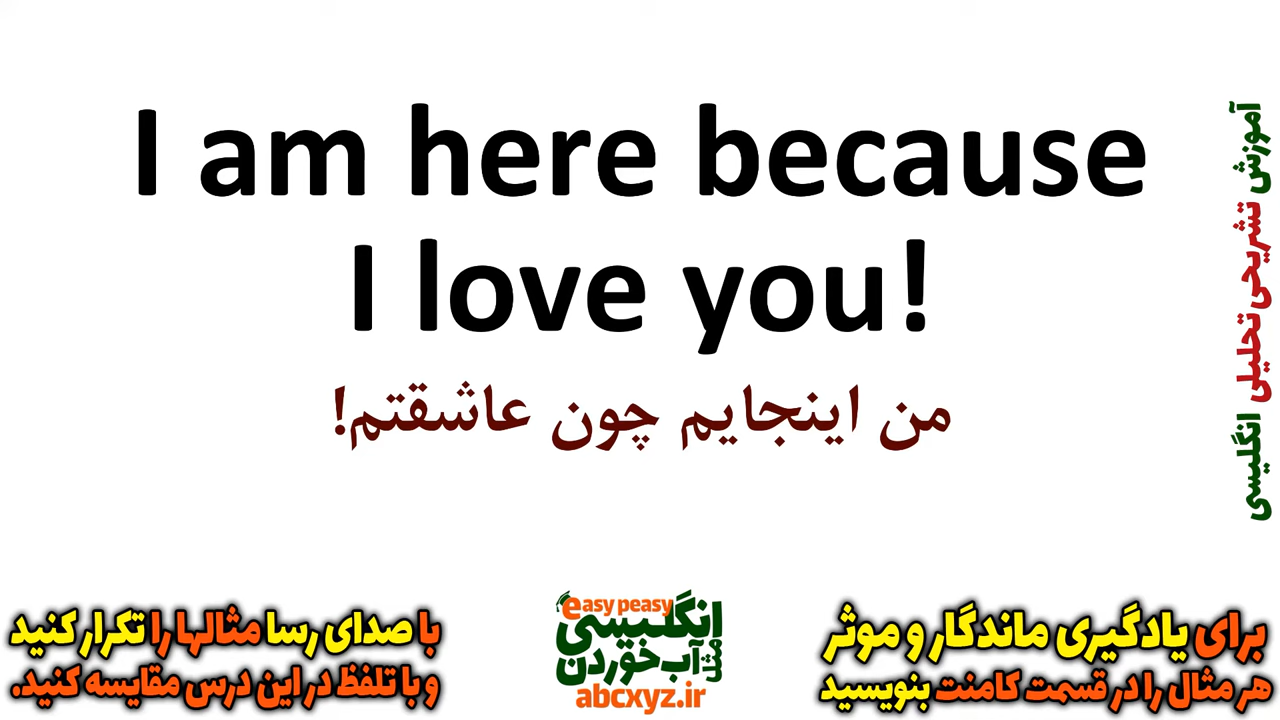 I am here because
I love you!
من اینجایم چون عاشقتم!
آموزش تشریحی تحلیلی انگلیسی
برای یادگیری ماندگار و موثر
هر مثال را در قسمت کامنت بنویسید
easy peasy
انگلیسی
مثل آب خوردن
abcxyz.ir
با صدای رسا مثالها را تکرار کنید
و با تلفظ در این درس مقایسه کنید.